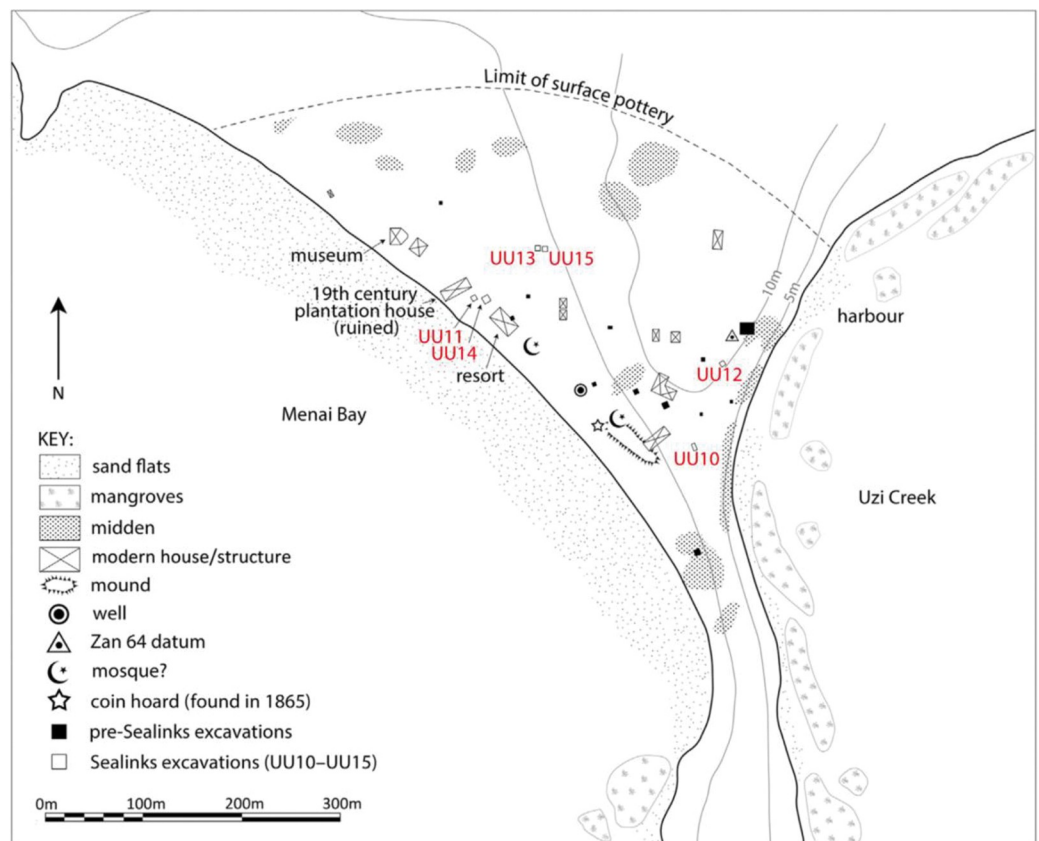 Limit of surface pottery
museum
UU13 UU15
10m
5m
19th century
plantation house
(ruined)
harbour
UU11
UU14
resort
UU12
N
Menai Bay
UU10
Uzi Creek
KEY:
sand flats
mangroves
midden
modern house/structure
mound
well
Zan 64 datum
mosque?
coin hoard (found in 1865)
pre-Sealinks excavations
Sealinks excavations (UU10–UU15)
0m 100m 200m 300m